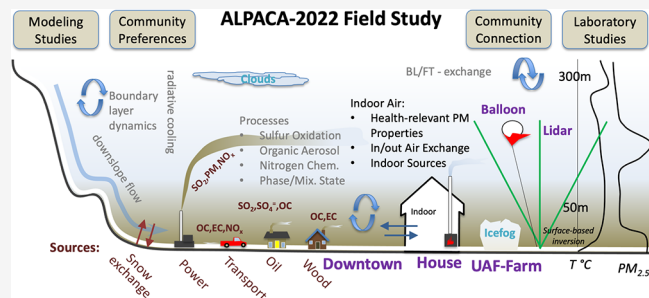 ALPACA-2022 Field Study
Modeling
Studies
Community
Preferences
Community
Connection
Laboratory
Studies
radiative cooling
Clouds
BL/FT - exchange
300m
Boundary
layer
dynamics
downslope flow
Processes
• Sulfur Oxidation
• Organic Aerosol
• Nitrogen Chem.
• Phase/Mix. State
Indoor Air:
• Health-relevant PM
Properties
• In/out Air Exchange
• Indoor Sources
Balloon
Lidar
SO₂,PM,NOₓ
OC,EC,NOₓ
SO₂,SO₄⁼,OC
OC,EC
Indoor
Icefog
50m
Surface-based
inversion
Sources:
Snow
exchange
Power
Transport
Oil
Wood
Downtown
House
UAF-Farm
T °C
PM₂.₅